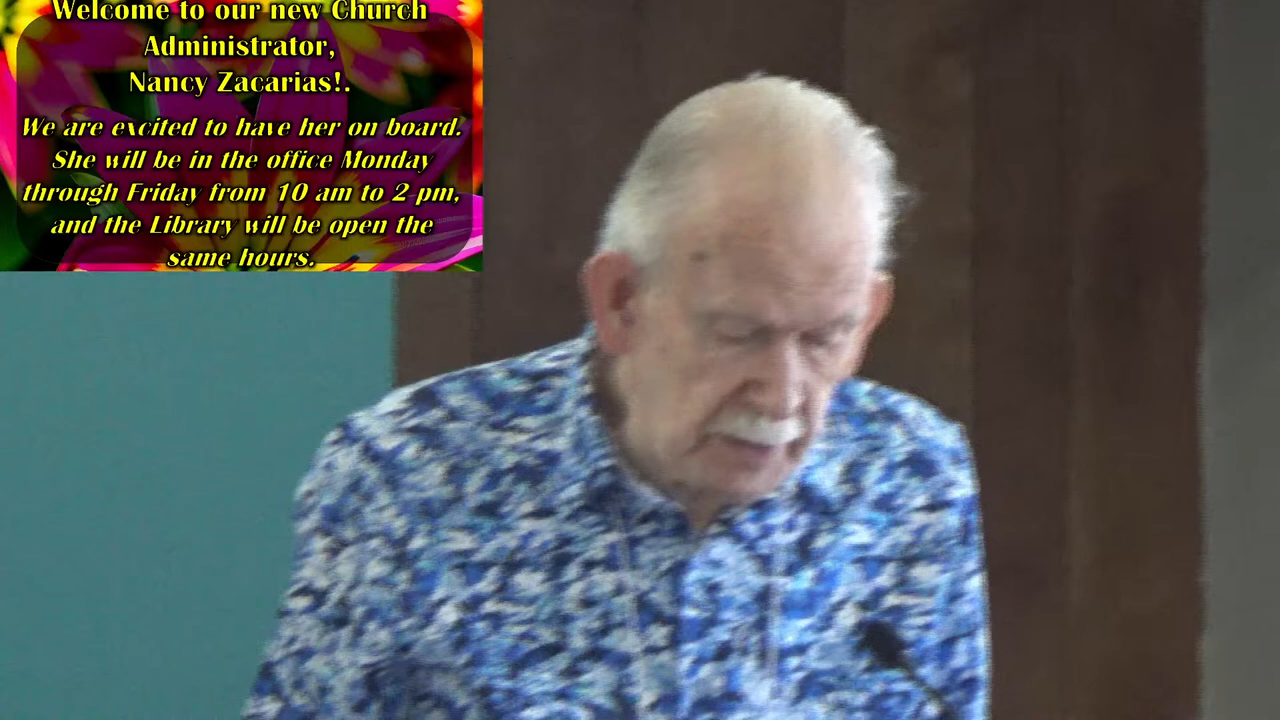 Welcome to our new Church
Administrator,
Nancy Zacarias!.
We are excited to have her on board.
She will be in the office Monday
through Friday from 10 am to 2 pm,
and the Library will be open the
same hours.